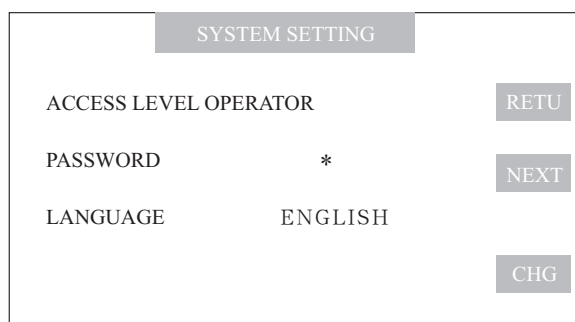 SYSTEM SETTING
ACCESS LEVEL OPERATOR
RETU
PASSWORD *
NEXT
LANGUAGE ENGLISH
CHG